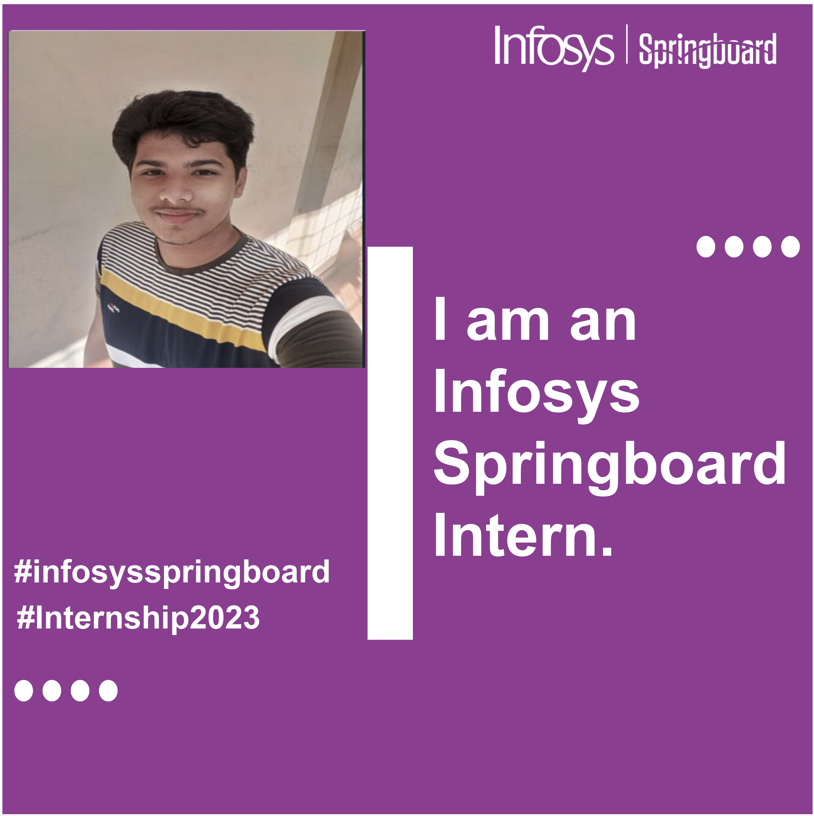 Infosys | Springboard
I am an
Infosys
Springboard
Intern.
#infosysspringboard
#Internship2023